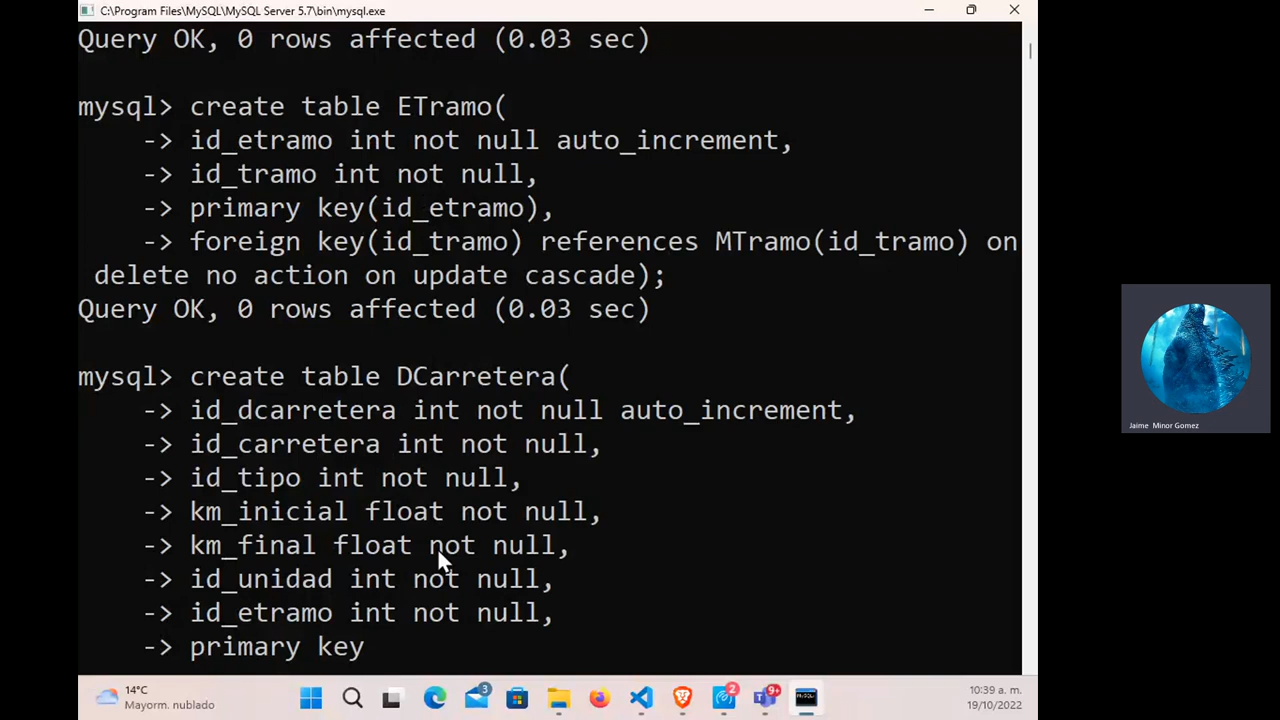 C:\Program Files\MySQL\MySQL Server 5.7\bin\mysql.exe
Query OK, 0 rows affected (0.03 sec)
mysql> create table ETramo(
-> id_etramo int not null auto_increment,
-> id_tramo int not null,
-> primary key(id_etramo),
-> foreign key(id_tramo) references MTramo(id_tramo) on
delete no action on update cascade);
Query OK, 0 rows affected (0.03 sec)
mysql> create table DCarretera(
-> id_dcarretera int not null auto_increment,
-> id_carretera int not null,
-> id_tipo int not null,
-> km_inicial float not null,
-> km_final float not null,
-> id_unidad int not null,
-> id_etramo int not null,
-> primary key
Jaime Minor Gomez
14°C
Mayorm. nublado
3
2
9+
10:39 a. m.
19/10/2022